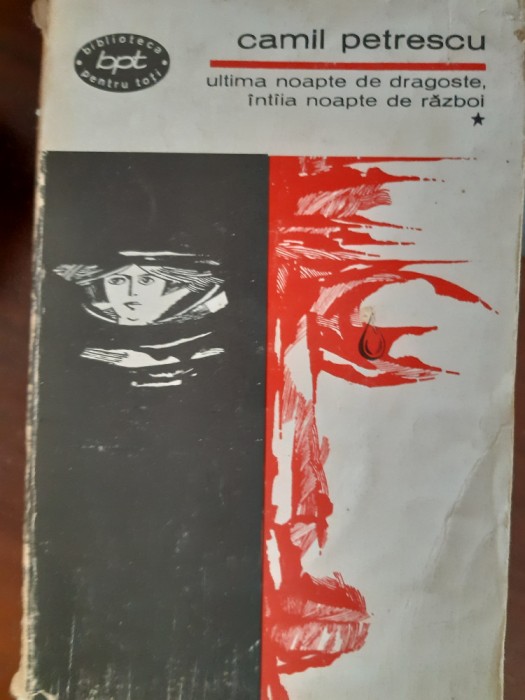 biblioteca
bpt
pentru toți
camil petrescu
ultima noapte de dragoste,
întîia noapte de război
★